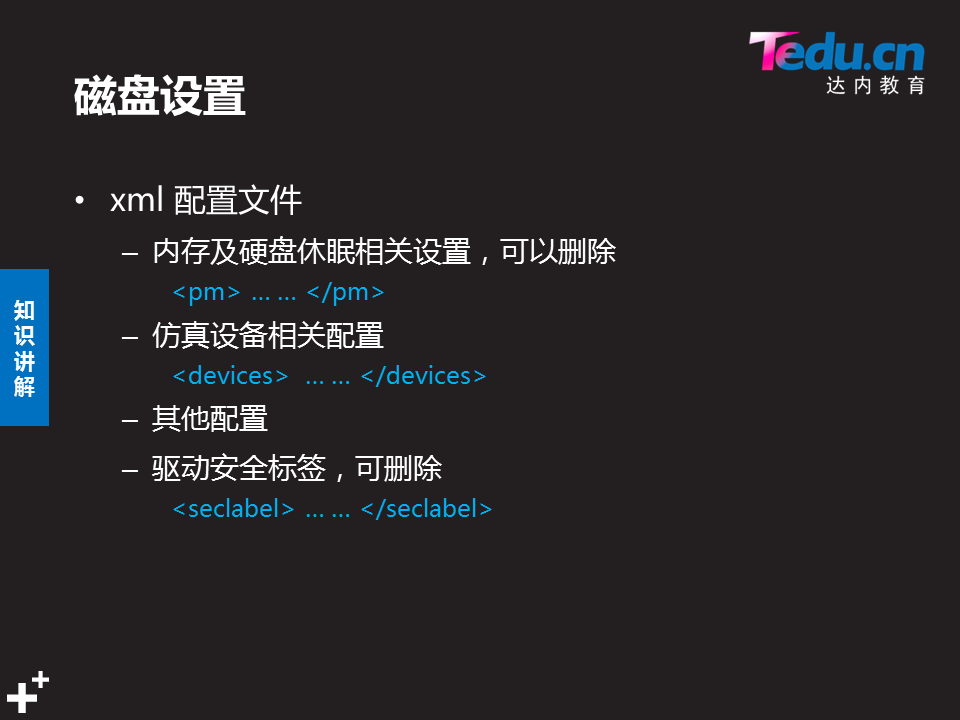 Tedu.cn
达内教育
磁盘设置
• xml 配置文件
– 内存及硬盘休眠相关设置，可以删除
<pm> … … </pm>
– 仿真设备相关配置
<devices>  … … </devices>
– 其他配置
– 驱动安全标签，可删除
<seclabel> … … </seclabel>
知
识
讲
解